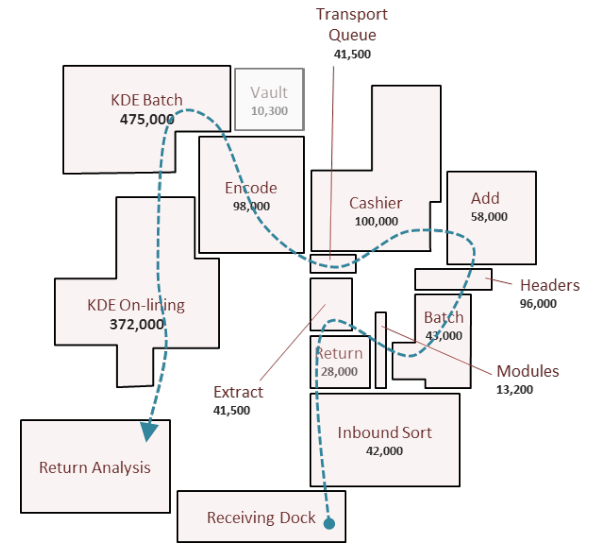 Transport
Queue
41,500
KDE Batch
475,000
Vault
10,300
Encode
98,000
Cashier
100,000
Add
58,000
Headers
96,000
KDE On-lining
372,000
Batch
43,000
Return
28,000
Modules
13,200
Extract
41,500
Inbound Sort
42,000
Return Analysis
Receiving Dock